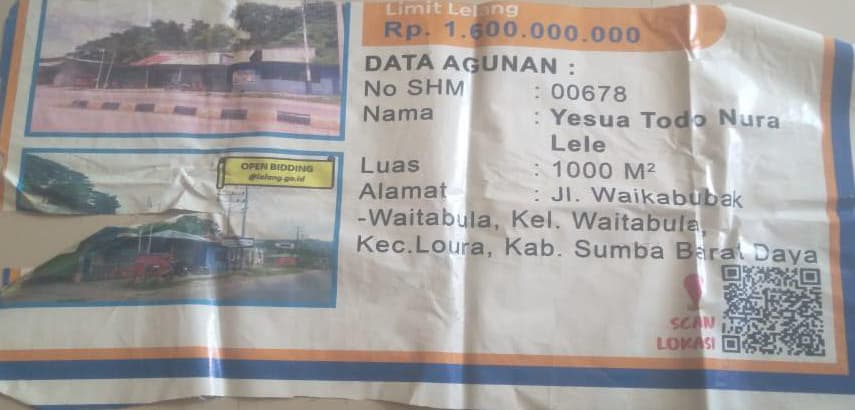 Limit Lelang
Rp. 1.600.000.000
DATA AGUNAN :
No SHM : 00678
Nama : Yesua Todo Nura
Lele
Luas : 1000 M²
Alamat : Jl. Waikabubak
-Waitabula, Kel. Waitabula,
Kec.Loura, Kab. Sumba Barat Daya
OPEN BIDDING
@lelang.go.id
SCAN
LOKASI